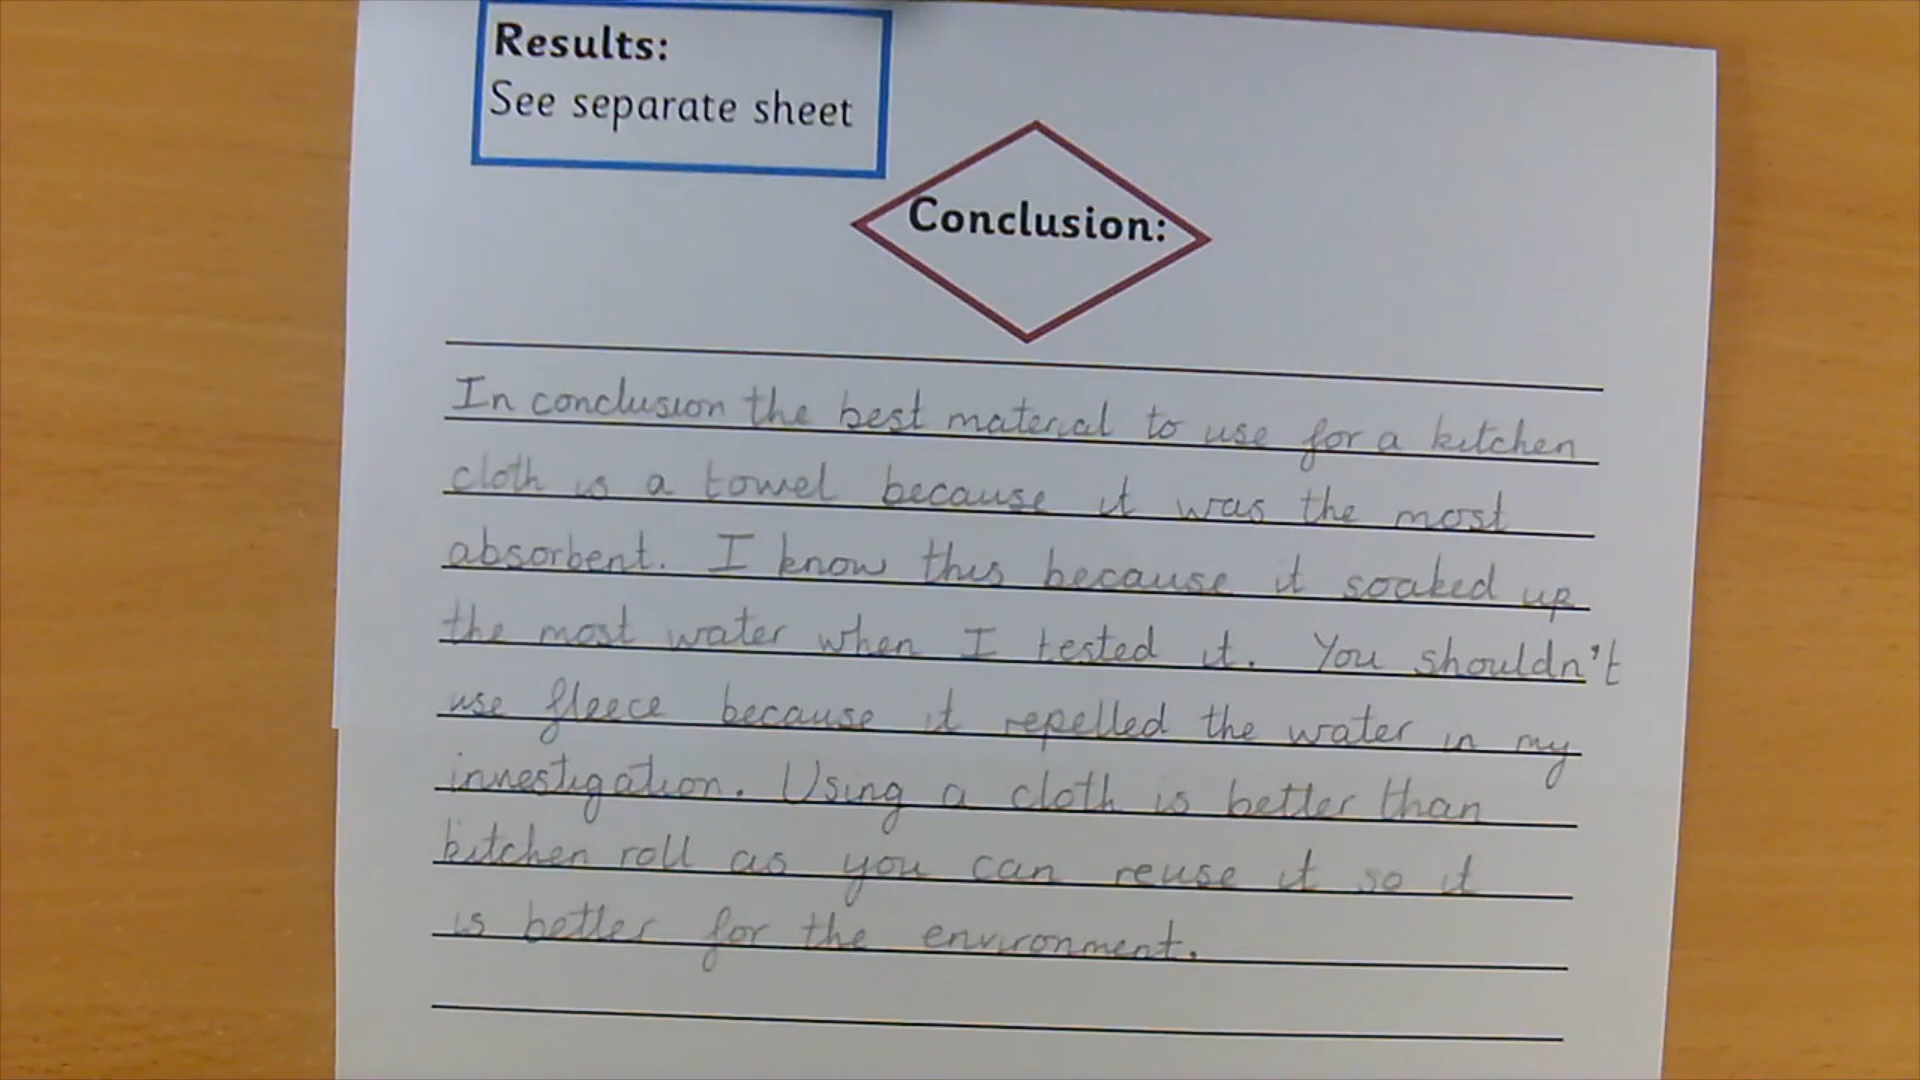 Results:
See separate sheet
Conclusion:
In conclusion the best material to use for a kitchen
cloth is a towel because it was the most
absorbent. I know this because it soaked up
the most water when I tested it. You shouldn't
use fleece because it repelled the water in my
investigation. Using a cloth is better than
kitchen roll as you can reuse it so it
is better for the environment.